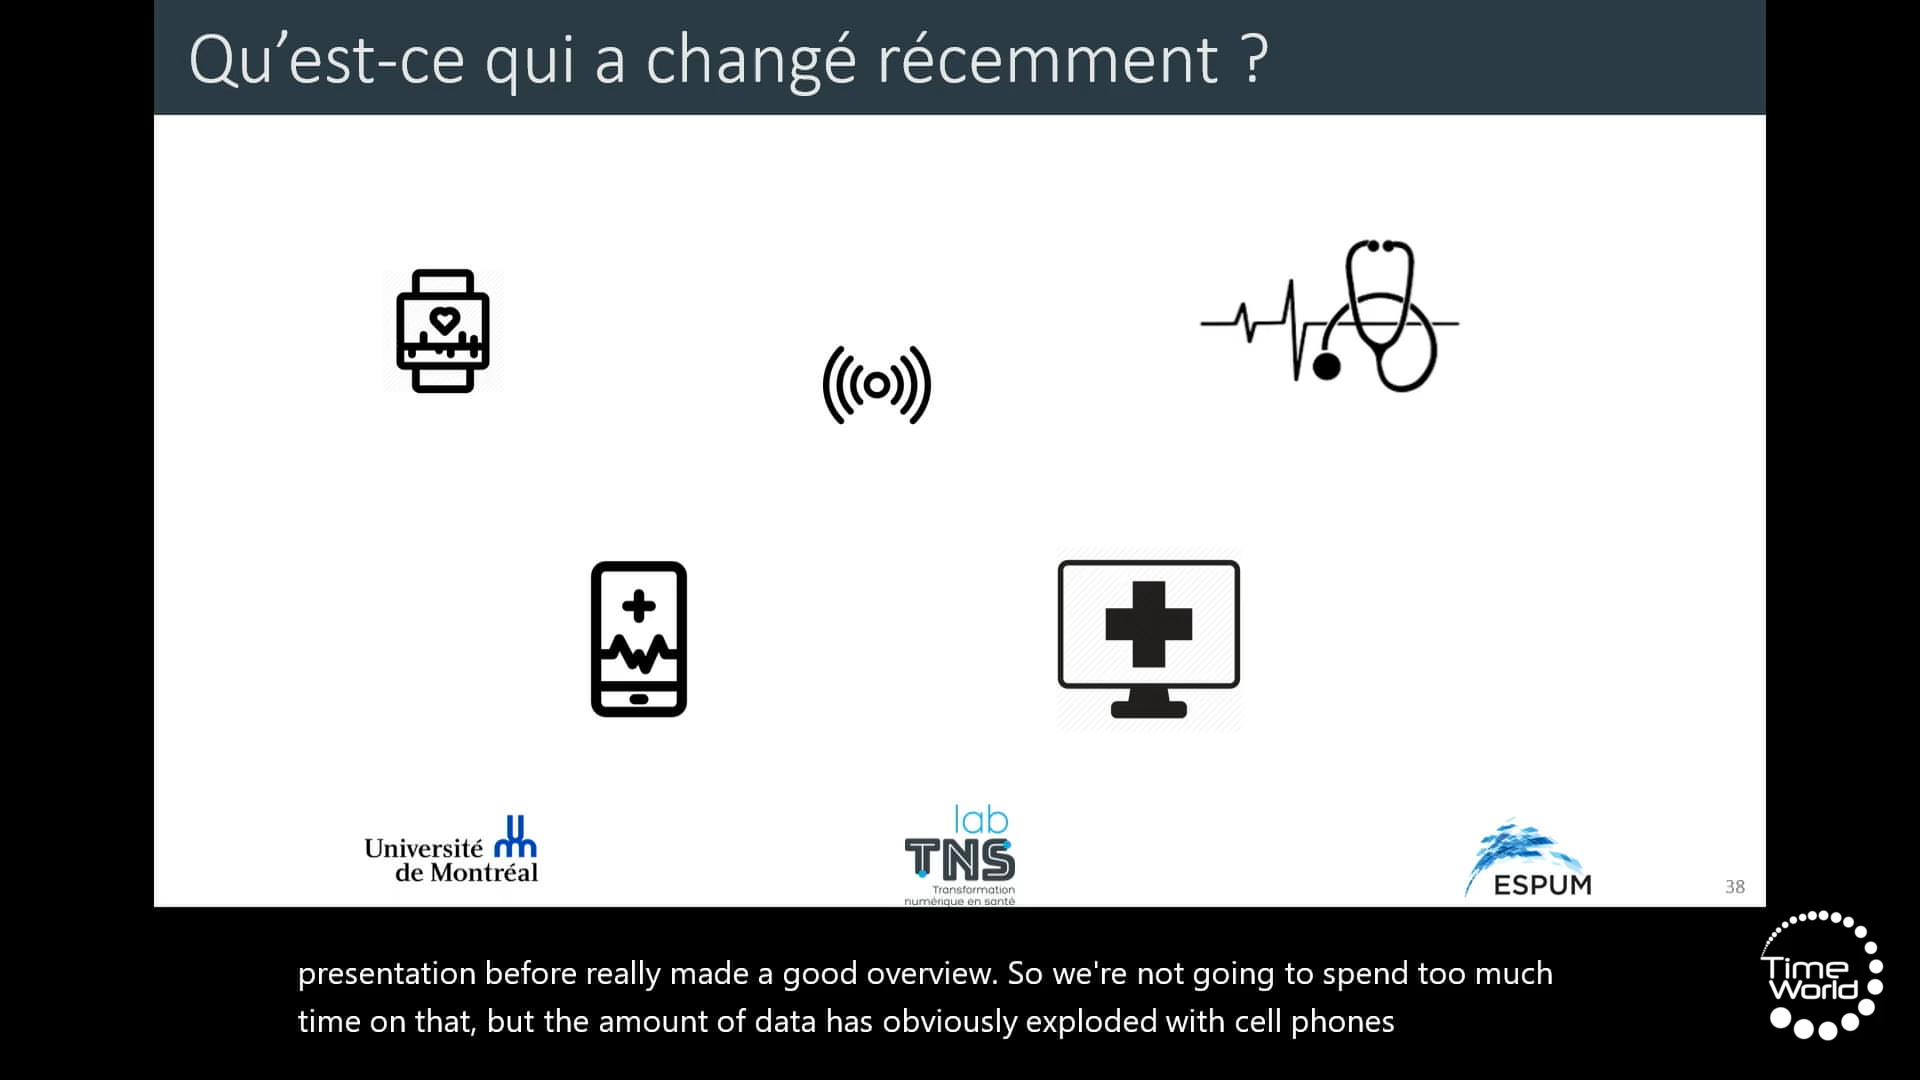 Qu’est-ce qui a changé récemment ?
Université
de Montréal
lab
TNS
Transformation
numérique en santé
ESPUM
38
presentation before really made a good overview. So we're not going to spend too much
time on that, but the amount of data has obviously exploded with cell phones
Time
World